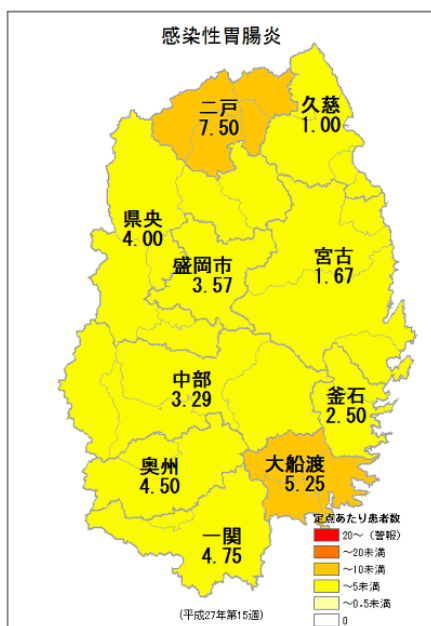 感染性胃腸炎
二戸
7.50
久慈
1.00
県央
4.00
盛岡市
3.57
宮古
1.67
中部
3.29
釜石
2.50
奥州
4.50
大船渡
5.25
一関
4.75
定点あたり患者数
20～（警報）
～20未満
～10未満
～5未満
～0.5未満
0
(平成27年第15週)